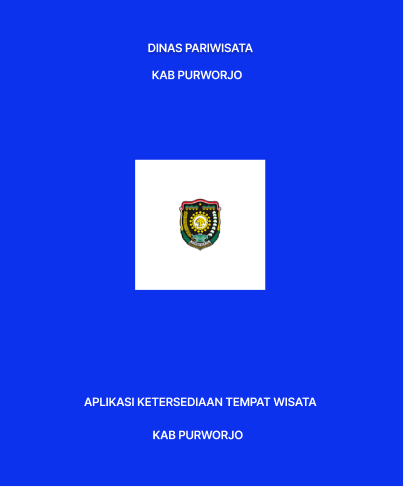 DINAS PARIWISATA
KAB PURWORJO
APLIKASI KETERSEDIAAN TEMPAT WISATA
KAB PURWORJO